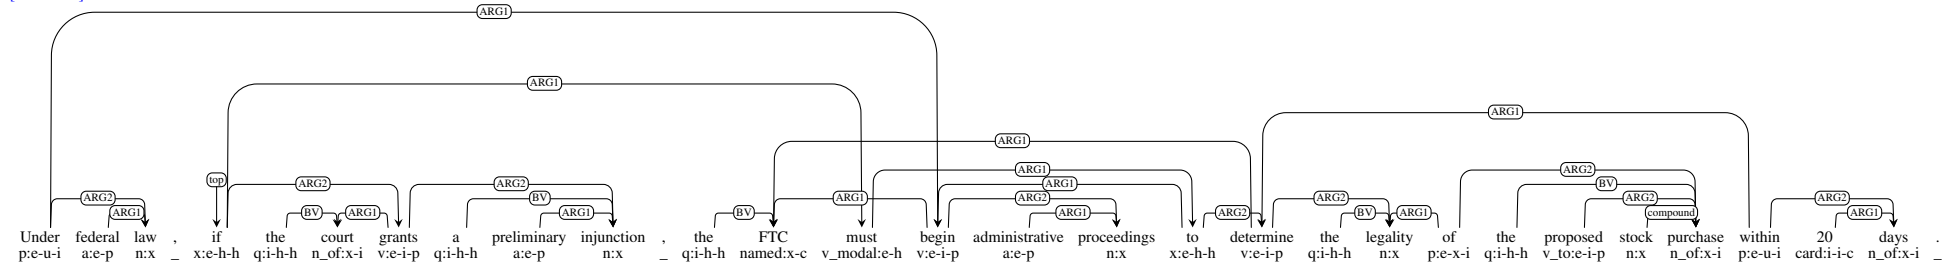 ARG1
ARG1
ARG1
ARG1
ARG1 ARG2
top ARG2 ARG2 ARG1 BV
ARG2 BV ARG1 ARG2 ARG2 ARG2 ARG2
ARG1 BV ARG1 ARG1 BV ARG1 ARG2 BV ARG1 compound ARG1
Under federal law , if the court grants a preliminary injunction , the FTC must begin administrative proceedings to determine the legality of the proposed stock purchase within 20 days .
p:e-u-i a:e-p n:x _ x:e-h-h q:i-h-h n_of:x-i v:e-i-p q:i-h-h a:e-p n:x _ q:i-h-h named:x-c v_modal:e-h v:e-i-p a:e-p n:x x:e-h-h v:e-i-p q:i-h-h n:x p:e-x-i q:i-h-h v_to:e-i-p n:x n_of:x-i p:e-u-i card:i-i-c n_of:x-i _